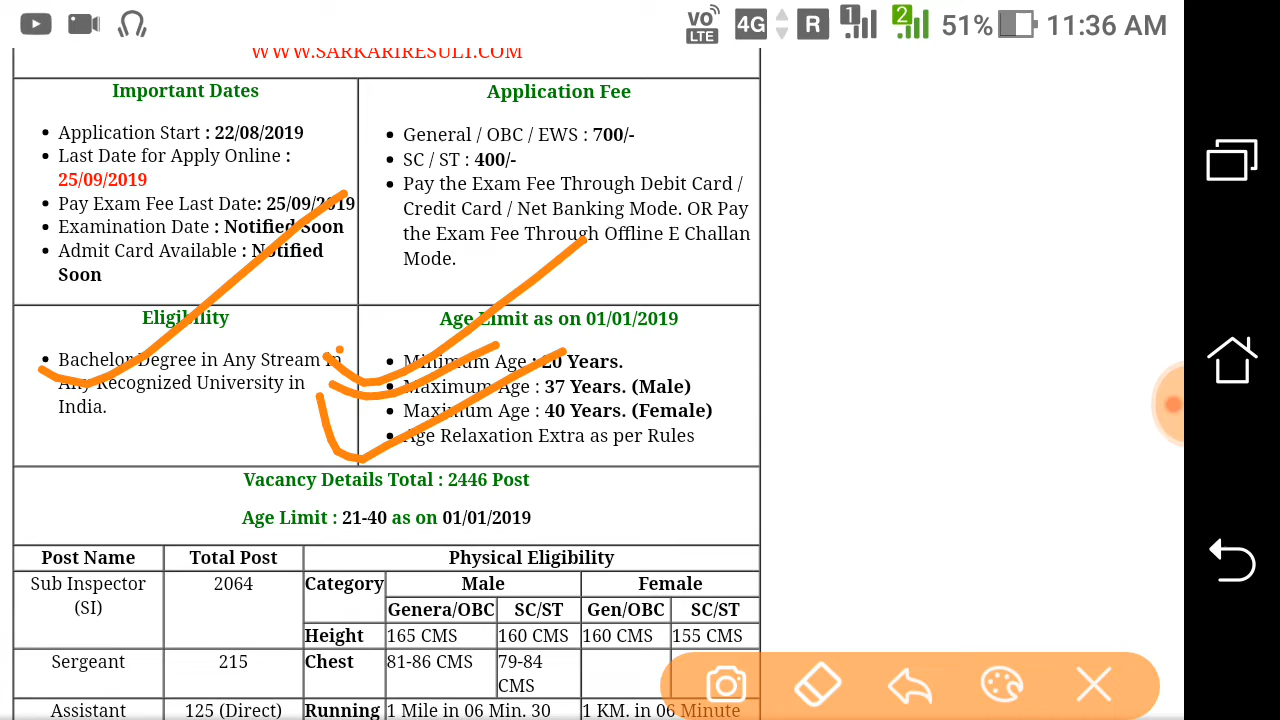 VO LTE 4G R 1 2 51% 11:36 AM
WWW.SARKARIRESULT.COM
Important Dates
Application Start : 22/08/2019
Last Date for Apply Online :
25/09/2019
Pay Exam Fee Last Date: 25/09/2019
Examination Date : Notified Soon
Admit Card Available : Notified
Soon
Application Fee
General / OBC / EWS : 700/-
SC / ST : 400/-
Pay the Exam Fee Through Debit Card /
Credit Card / Net Banking Mode. OR Pay
the Exam Fee Through Offline E Challan
Mode.
Eligibility
Bachelor Degree in Any Stream in
Any Recognized University in
India.
Age Limit as on 01/01/2019
Minimum Age : 20 Years.
Maximum Age : 37 Years. (Male)
Maximum Age : 40 Years. (Female)
Age Relaxation Extra as per Rules
Vacancy Details Total : 2446 Post
Age Limit : 21-40 as on 01/01/2019
Post Name Total Post Physical Eligibility
Sub Inspector
(SI)
2064
Category Male Female
Genera/OBC SC/ST Gen/OBC SC/ST
Height 165 CMS 160 CMS 160 CMS 155 CMS
Sergeant 215 Chest 81-86 CMS 79-84
CMS
Assistant 125 (Direct) Running 1 Mile in 06 Min. 30 1 KM. in 06 Minute